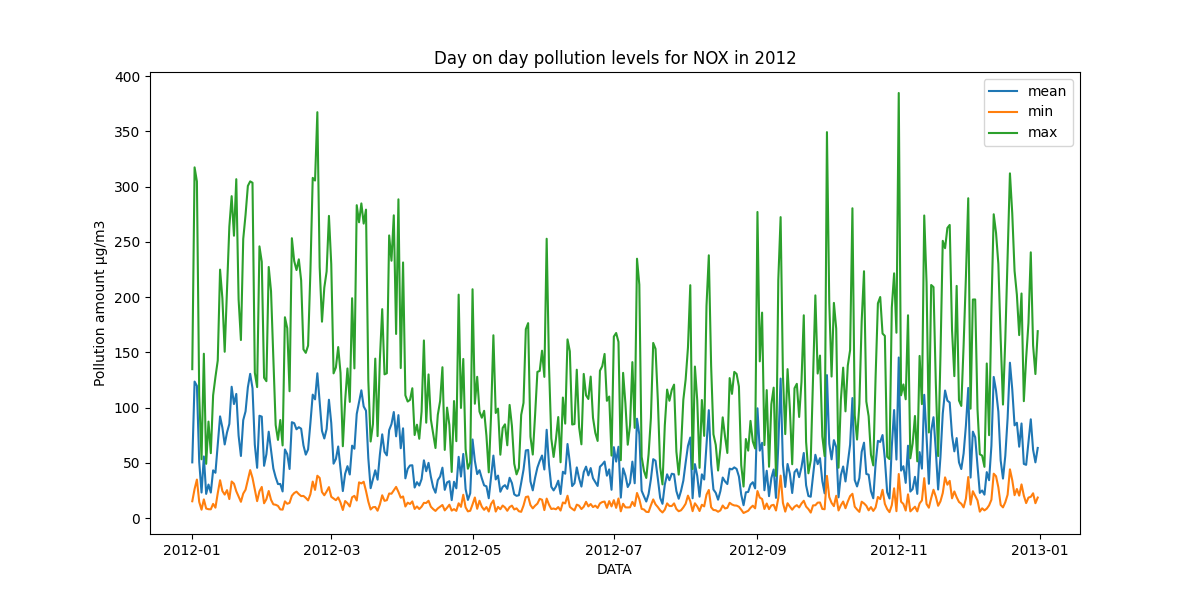 Day on day pollution levels for NOX in 2012
mean
min
max
Pollution amount µg/m3
400
350
300
250
200
150
100
50
0
2012-01
2012-03
2012-05
2012-07
2012-09
2012-11
2013-01
DATA